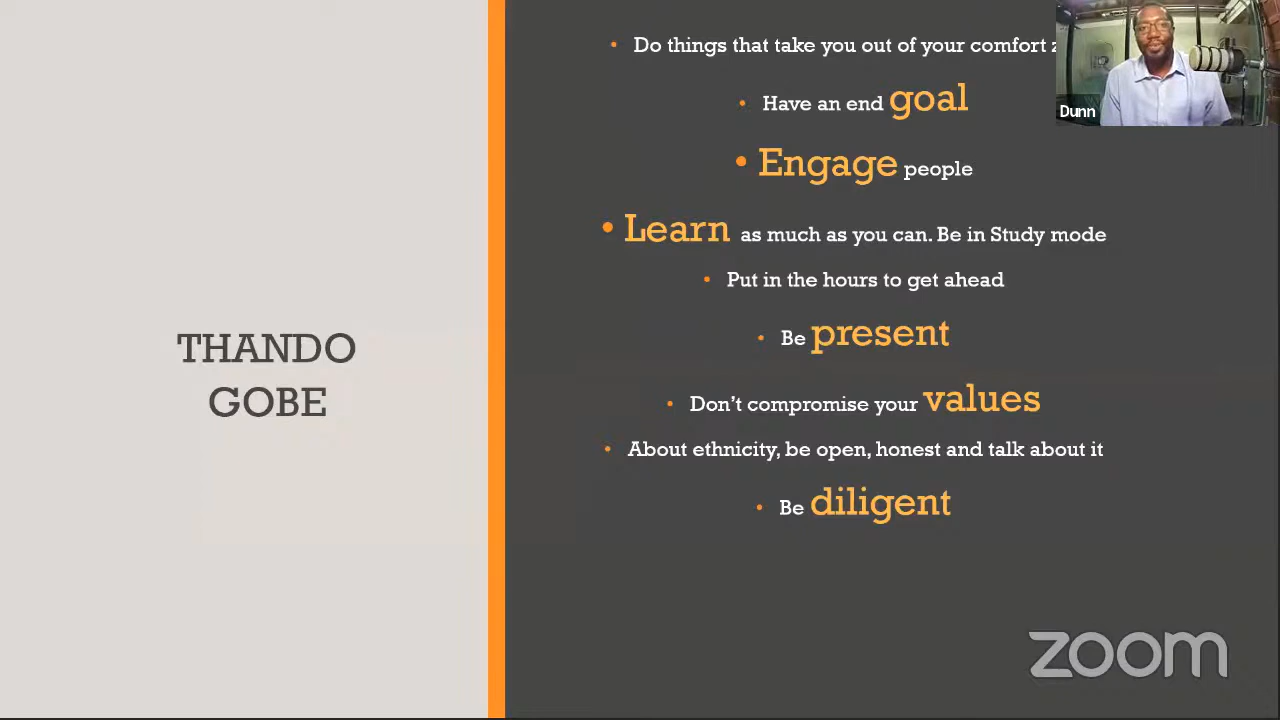 THANDO
GOBE
• Do things that take you out of your comfort
• Have an end goal
• Engage people
• Learn as much as you can. Be in Study mode
• Put in the hours to get ahead
• Be present
• Don't compromise your values
• About ethnicity, be open, honest and talk about it
• Be diligent
Dunn
zoom